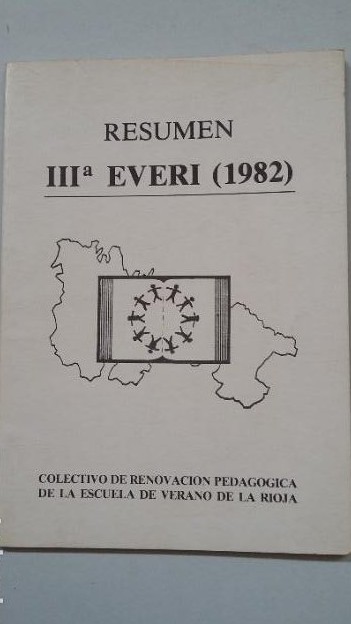 RESUMEN
IIIª EVERI (1982)
COLECTIVO DE RENOVACION PEDAGOGICA
DE LA ESCUELA DE VERANO DE LA RIOJA